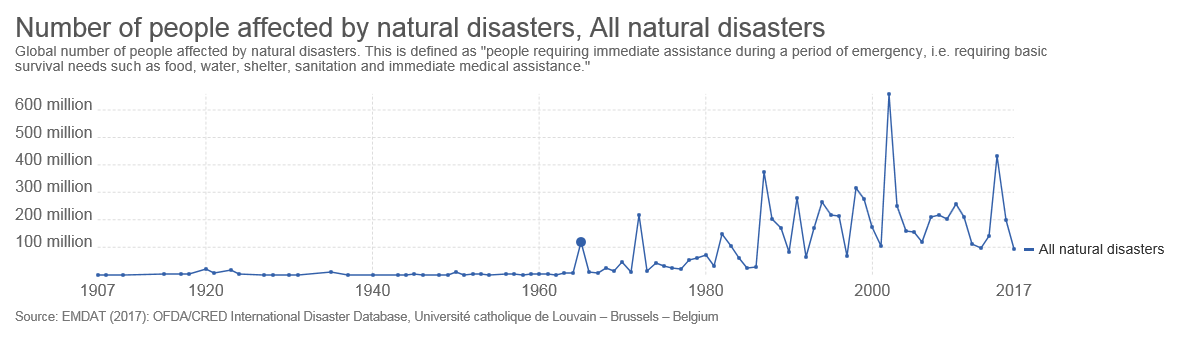 Number of people affected by natural disasters, All natural disasters
Global number of people affected by natural disasters. This is defined as "people requiring immediate assistance during a period of emergency, i.e. requiring basic
survival needs such as food, water, shelter, sanitation and immediate medical assistance."
600 million
500 million
400 million
300 million
200 million
100 million
All natural disasters
1907 1920 1940 1960 1980 2000 2017
Source: EMDAT (2017): OFDA/CRED International Disaster Database, Université catholique de Louvain – Brussels – Belgium